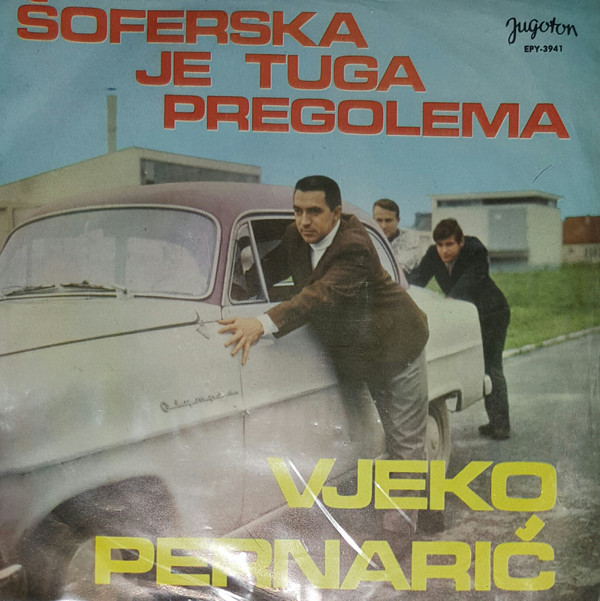 ŠOFERSKA
JE TUGA
PREGOLEMA
Jugoton
EPY-3941
VJEKO
PERNARIĆ